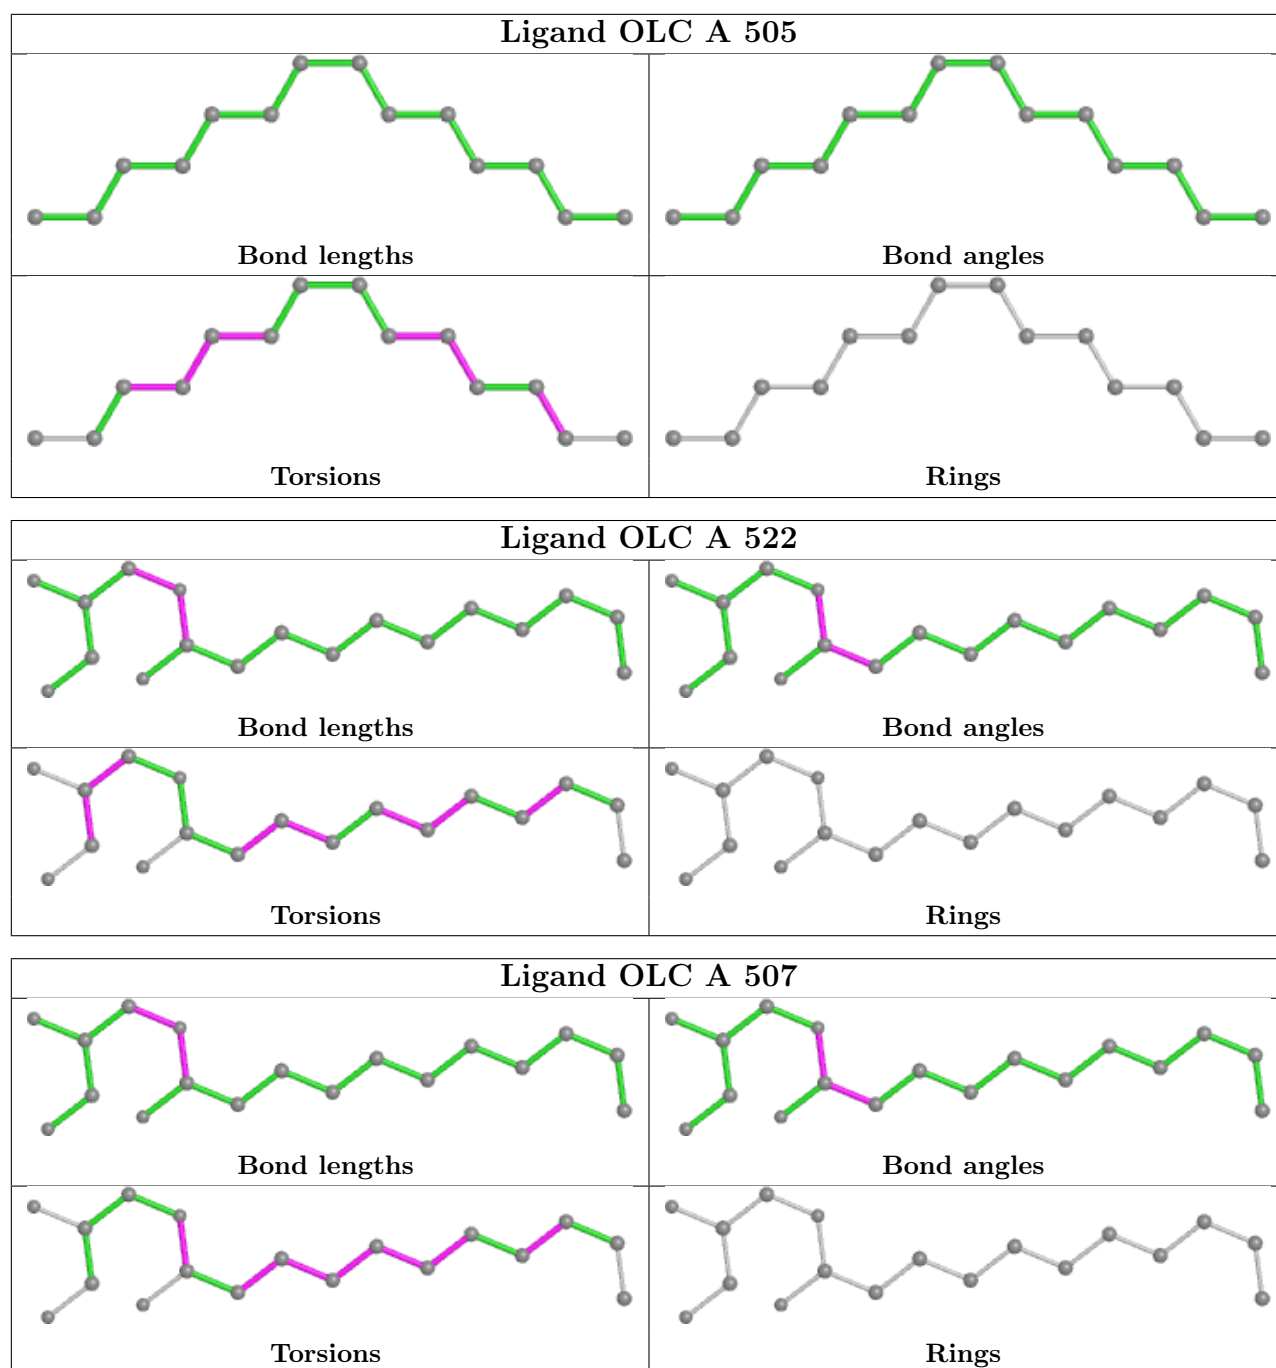 Ligand OLC A 505
Bond lengths
Bond angles
Torsions
Rings
Ligand OLC A 522
Bond lengths
Bond angles
Torsions
Rings
Ligand OLC A 507
Bond lengths
Bond angles
Torsions
Rings